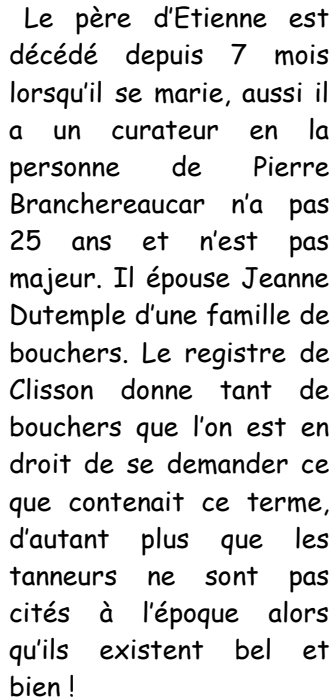 Le père d'Etienne est
décédé depuis 7 mois
lorsqu'il se marie, aussi il
a un curateur en la
personne de Pierre
Branchereaucar n'a pas
25 ans et n'est pas
majeur. Il épouse Jeanne
Dutemple d'une famille de
bouchers. Le registre de
Clisson donne tant de
bouchers que l'on est en
droit de se demander ce
que contenait ce terme,
d'autant plus que les
tanneurs ne sont pas
cités à l'époque alors
qu'ils existent bel et
bien !